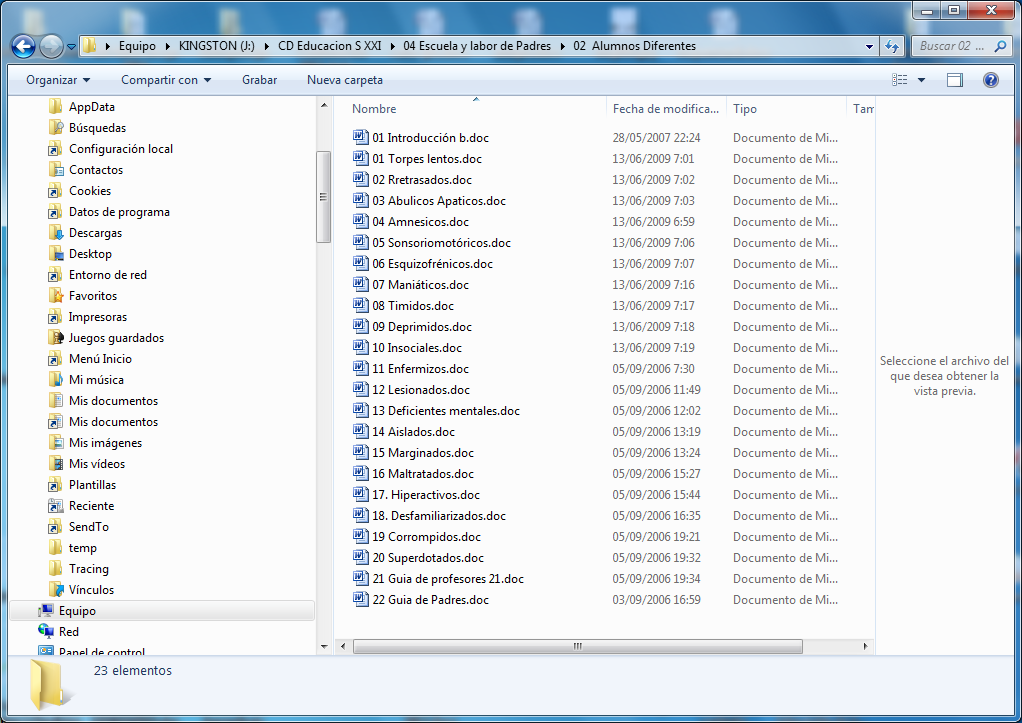 Equipo ▸ KINGSTON (J:) ▸ CD Educacion S XXI ▸ 04 Escuela y labor de Padres ▸ 02 Alumnos Diferentes
Buscar 02 ...
Organizar Compartir con Grabar Nueva carpeta
AppData
Búsquedas
Configuración local
Contactos
Cookies
Datos de programa
Descargas
Desktop
Entorno de red
Favoritos
Impresoras
Juegos guardados
Menú Inicio
Mi música
Mis documentos
Mis documentos
Mis imágenes
Mis vídeos
Plantillas
Reciente
SendTo
temp
Tracing
Vínculos
Equipo
Red
Panel de control
Nombre Fecha de modifica... Tipo Tam
01 Introducción b.doc 28/05/2007 22:24 Documento de Mi...
01 Torpes lentos.doc 13/06/2009 7:01 Documento de Mi...
02 Rretrasados.doc 13/06/2009 7:02 Documento de Mi...
03 Abulicos Apaticos.doc 13/06/2009 7:03 Documento de Mi...
04 Amnesicos.doc 13/06/2009 6:59 Documento de Mi...
05 Sonsoriomotóricos.doc 13/06/2009 7:06 Documento de Mi...
06 Esquizofrénicos.doc 13/06/2009 7:07 Documento de Mi...
07 Maniáticos.doc 13/06/2009 7:16 Documento de Mi...
08 Timidos.doc 13/06/2009 7:17 Documento de Mi...
09 Deprimidos.doc 13/06/2009 7:18 Documento de Mi...
10 Insociales.doc 13/06/2009 7:19 Documento de Mi...
11 Enfermizos.doc 05/09/2006 7:30 Documento de Mi...
12 Lesionados.doc 05/09/2006 11:49 Documento de Mi...
13 Deficientes mentales.doc 05/09/2006 12:02 Documento de Mi...
14 Aislados.doc 05/09/2006 13:19 Documento de Mi...
15 Marginados.doc 05/09/2006 13:24 Documento de Mi...
16 Maltratados.doc 05/09/2006 15:27 Documento de Mi...
17. Hiperactivos.doc 05/09/2006 15:44 Documento de Mi...
18. Desfamiliarizados.doc 05/09/2006 16:35 Documento de Mi...
19 Corrompidos.doc 05/09/2006 19:21 Documento de Mi...
20 Superdotados.doc 05/09/2006 19:32 Documento de Mi...
21 Guia de profesores 21.doc 05/09/2006 19:34 Documento de Mi...
22 Guia de Padres.doc 03/09/2006 16:59 Documento de Mi...
Seleccione el archivo del
que desea obtener la
vista previa.
23 elementos